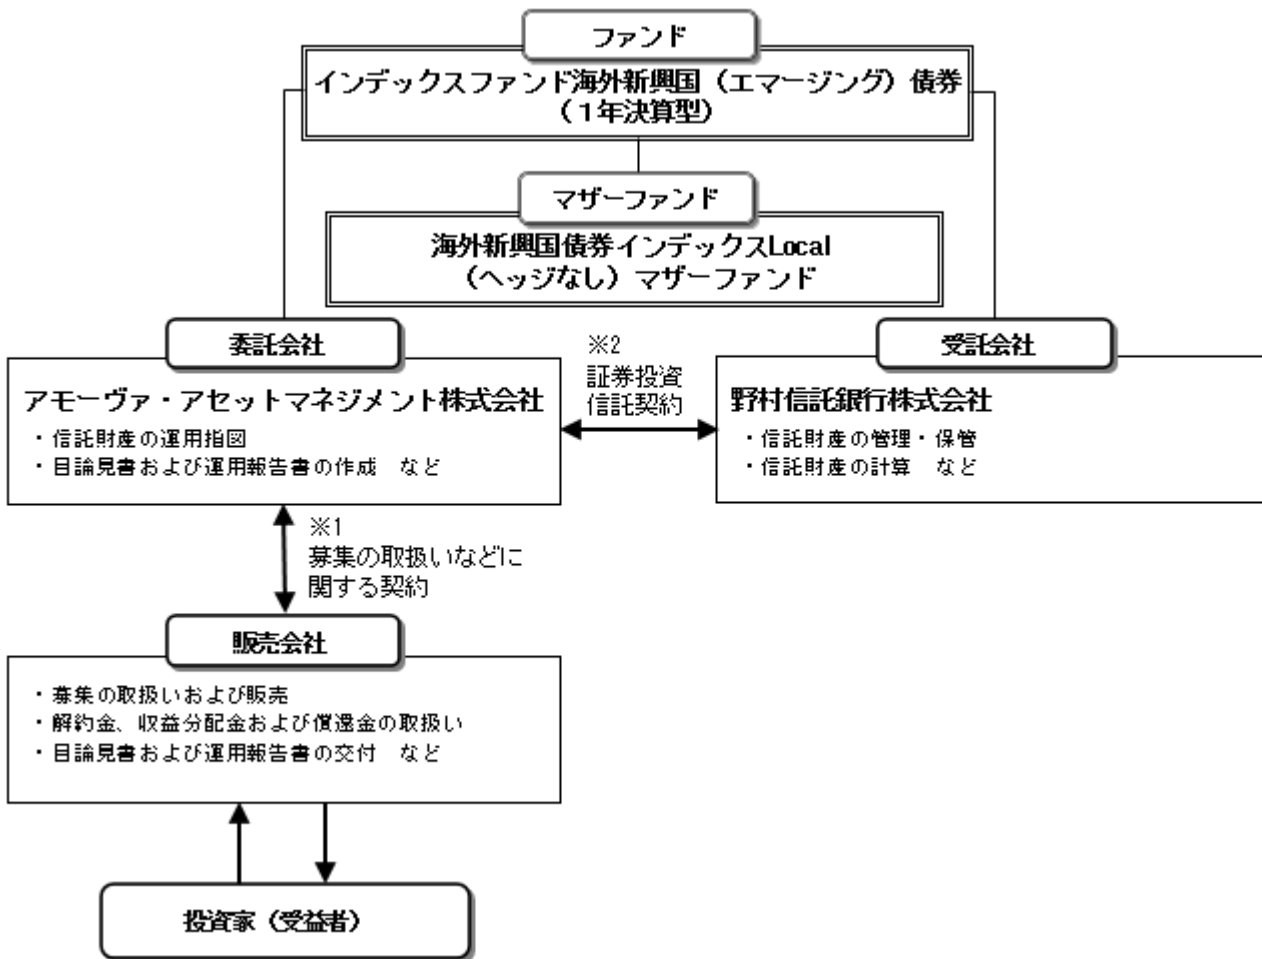 ファンド
インデックスファンド海外新興国（エマージング）債券
（１年決算型）
マザーファンド
海外新興国債券インデックスLocal
（ヘッジなし）マザーファンド
委託会社
アモーヴァ・アセットマネジメント株式会社
・信託財産の運用指図
・目論見書および運用報告書の作成　など
※2
証券投資
信託契約
受託会社
野村信託銀行株式会社
・信託財産の管理・保管
・信託財産の計算　など
※1
募集の取扱いなどに
関する契約
販売会社
・募集の取扱いおよび販売
・解約金、収益分配金および償還金の取扱い
・目論見書および運用報告書の交付　など
投資家（受益者）